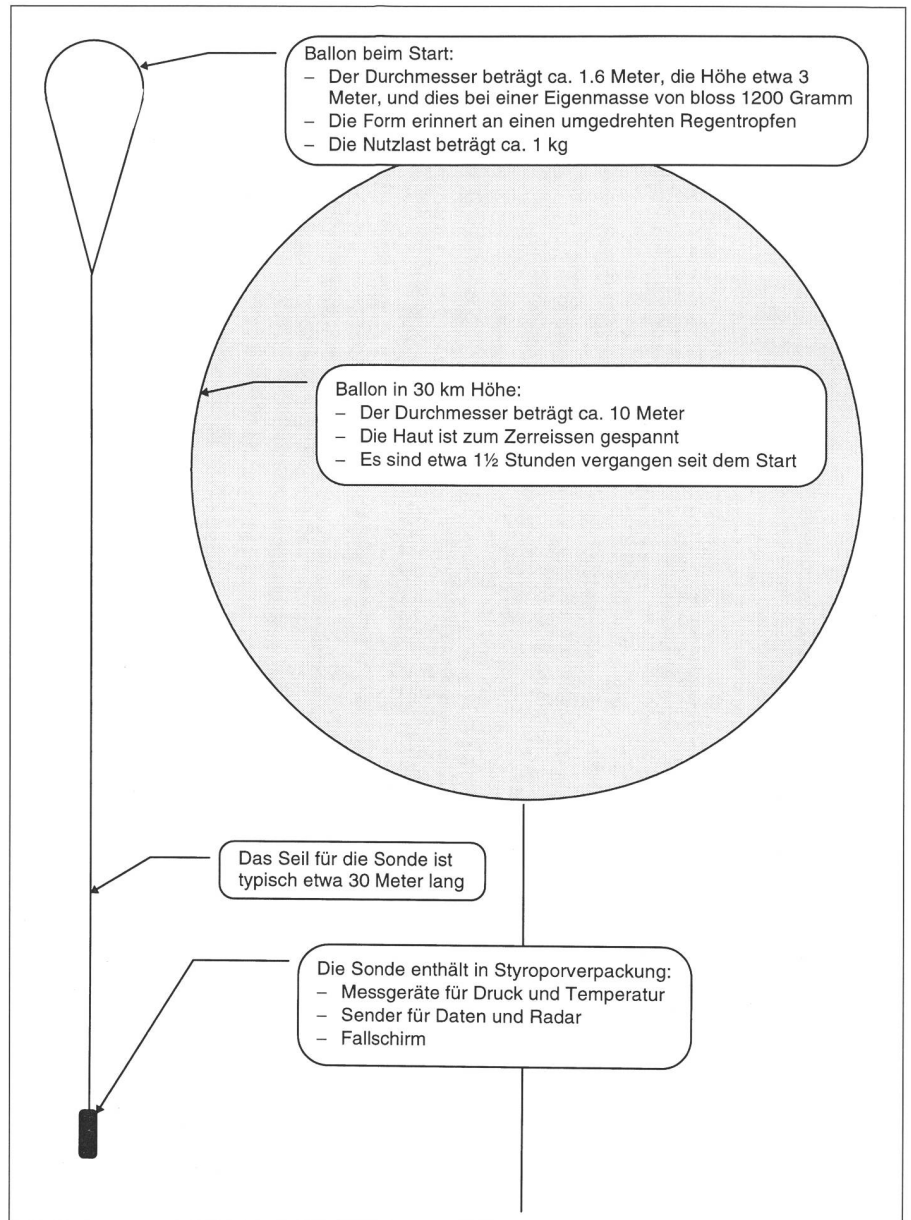 Ballon beim Start:
– Der Durchmesser beträgt ca. 1.6 Meter, die Höhe etwa 3
Meter, und dies bei einer Eigenmasse von bloss 1200 Gramm
– Die Form erinnert an einen umgedrehten Regentropfen
– Die Nutzlast beträgt ca. 1 kg
Ballon in 30 km Höhe:
– Der Durchmesser beträgt ca. 10 Meter
– Die Haut ist zum Zerreissen gespannt
– Es sind etwa 1½ Stunden vergangen seit dem Start
Das Seil für die Sonde ist
typisch etwa 30 Meter lang
Die Sonde enthält in Styroporverpackung:
– Messgeräte für Druck und Temperatur
– Sender für Daten und Radar
– Fallschirm